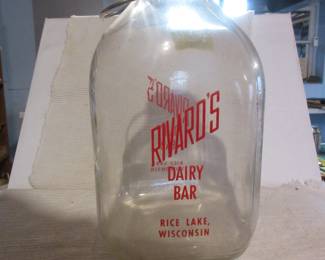 RIVARD'S
DAIRY
BAR
RICE LAKE,
WISCONSIN